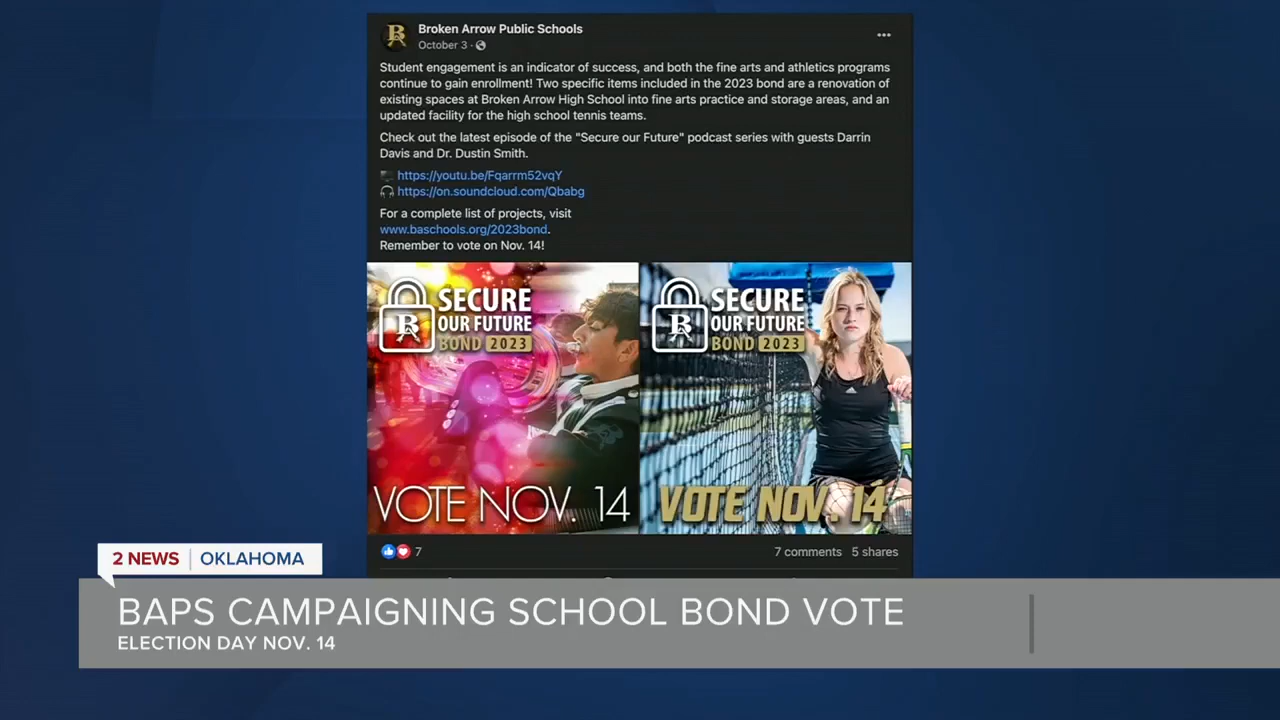 Broken Arrow Public Schools
October 3 ·
Student engagement is an indicator of success, and both the fine arts and athletics programs
continue to gain enrollment! Two specific items included in the 2023 bond are a renovation of
existing spaces at Broken Arrow High School into fine arts practice and storage areas, and an
updated facility for the high school tennis teams.
Check out the latest episode of the "Secure our Future" podcast series with guests Darrin
Davis and Dr. Dustin Smith.
https://youtu.be/Fqarrm52vqY
https://on.soundcloud.com/Qbabg
For a complete list of projects, visit
www.baschools.org/2023bond.
Remember to vote on Nov. 14!
SECURE
OUR FUTURE
BOND 2023
VOTE NOV. 14
SECURE
OUR FUTURE
BOND 2023
VOTE NOV. 14
7
7 comments 5 shares
2 NEWS | OKLAHOMA
BAPS CAMPAIGNING SCHOOL BOND VOTE
ELECTION DAY NOV. 14